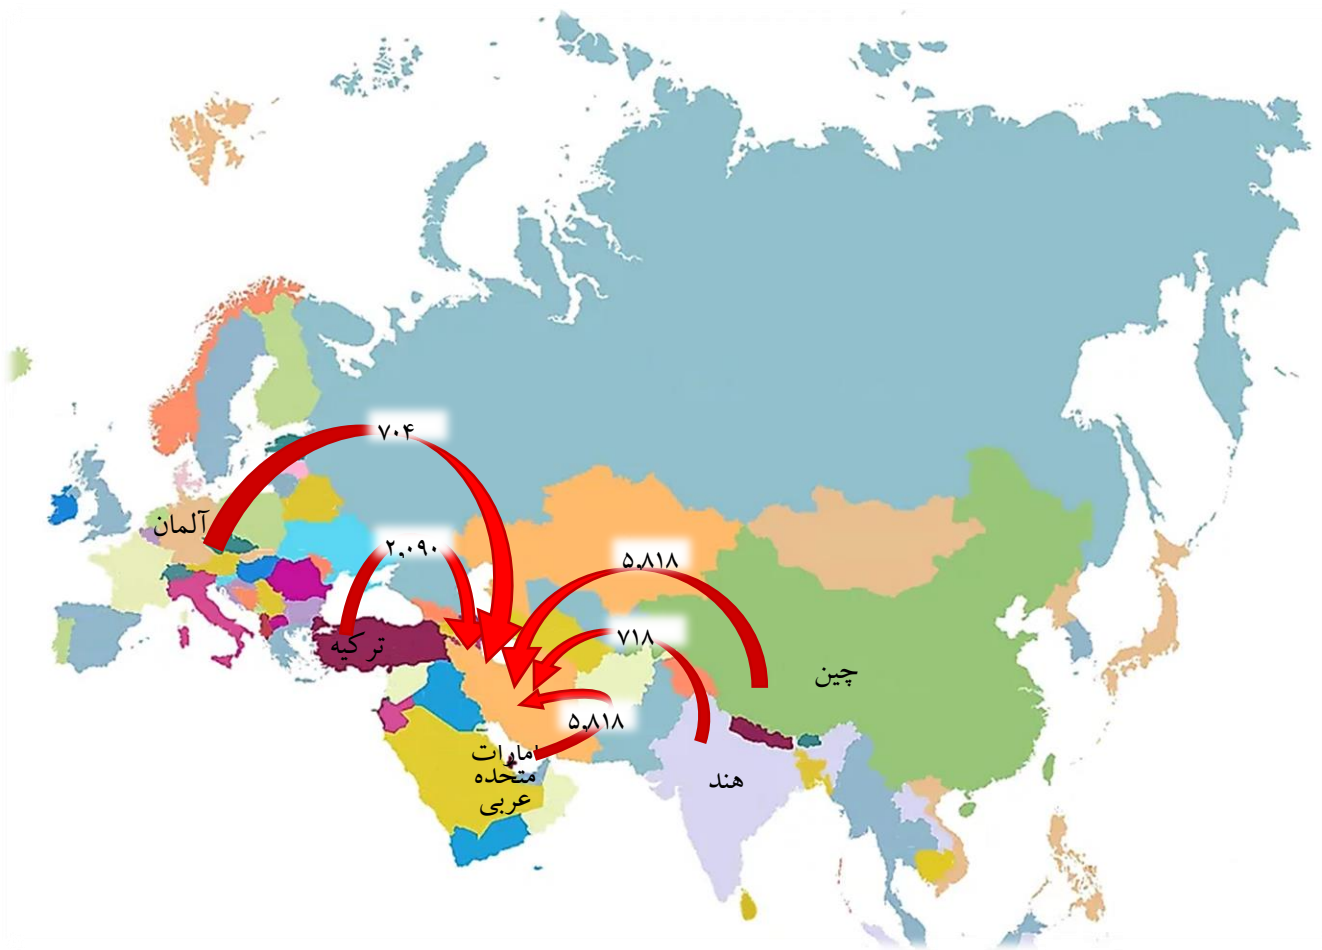 ۷۰۴
آلمان
۲,۰۹۰
۵,۸۱۸
۷۱۸
ترکیه
چین
۵,۸۱۸
امارات
متحده
عربی
هند